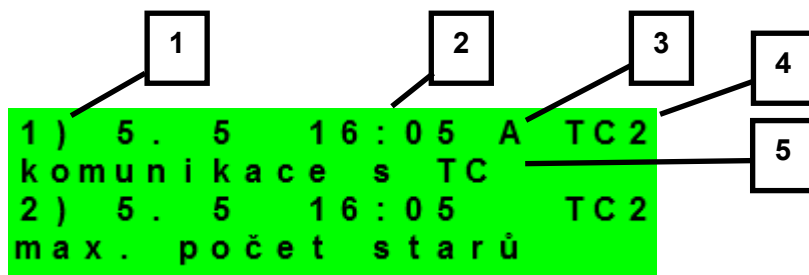 1 2 3 4
1) 5. 5 16:05 A TC2
5
komunikace s TC
2) 5. 5 16:05 TC2
max. počet starů